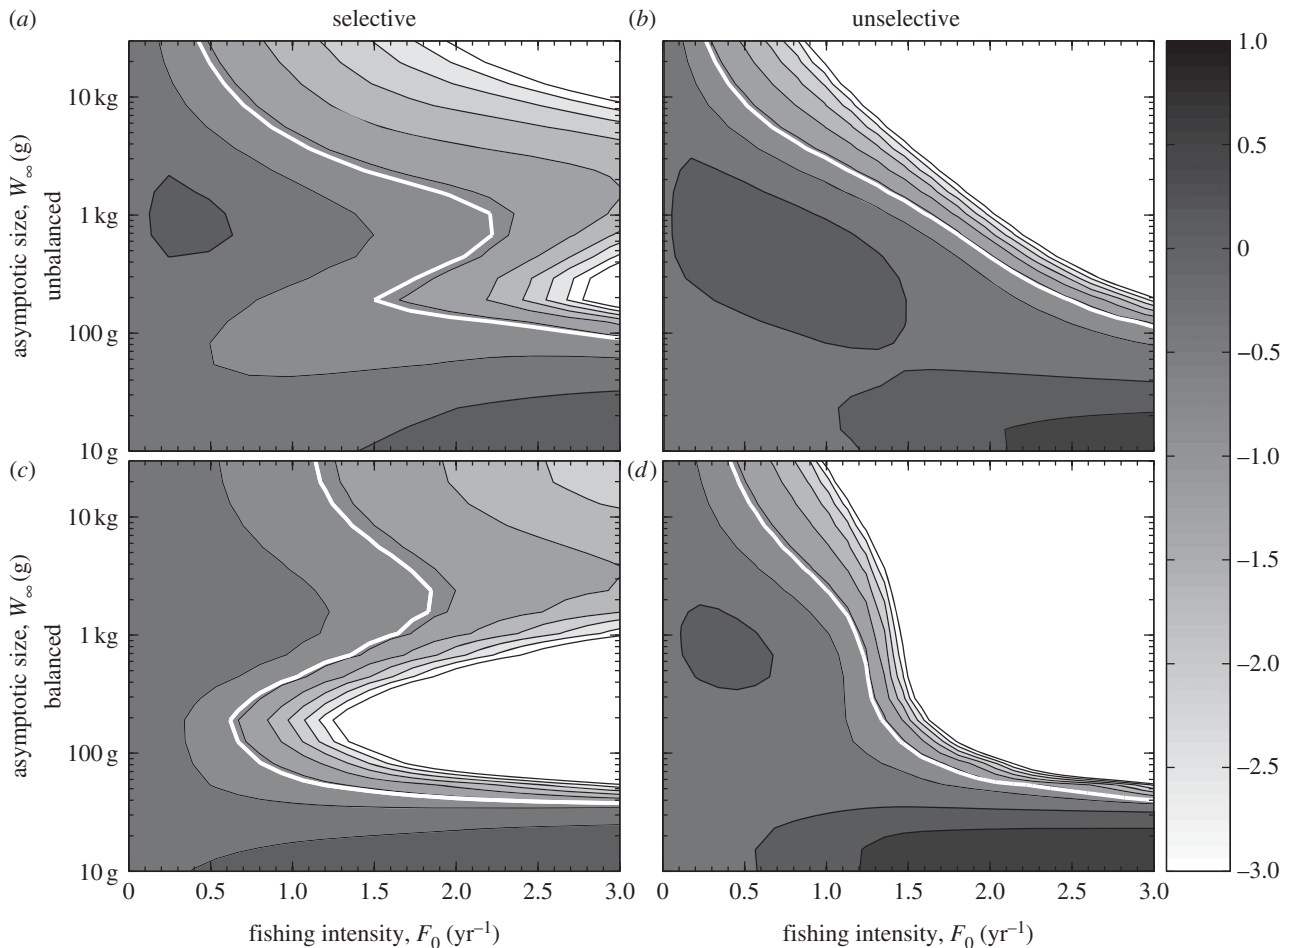 (a) selective (b) unselective
asymptotic size, W∞ (g)
unbalanced
10 kg
1 kg
100 g
10 g
1.0
0.5
0
–0.5
–1.0
–1.5
–2.0
–2.5
–3.0
(c) (d)
asymptotic size, W∞ (g)
balanced
10 kg
1 kg
100 g
10 g
0 0.5 1.0 1.5 2.0 2.5 3.0 0 0.5 1.0 1.5 2.0 2.5 3.0
fishing intensity, F₀ (yr⁻¹) fishing intensity, F₀ (yr⁻¹)